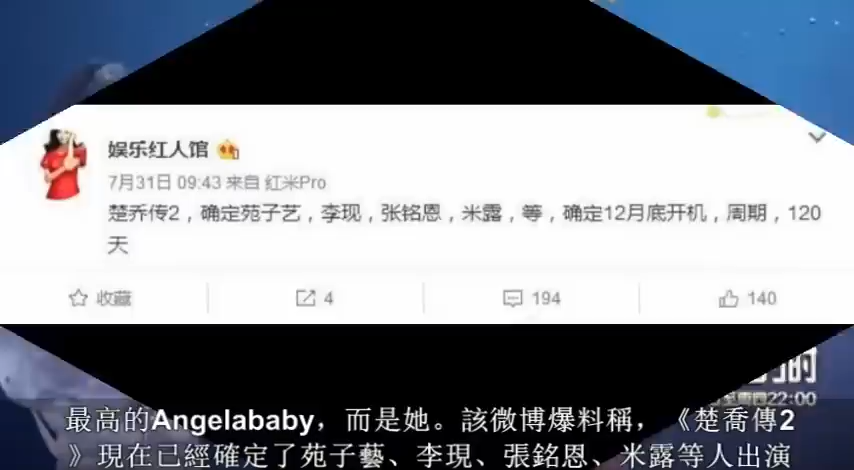 娱乐红人馆
7月31日 09:43 来自 红米Pro
楚乔传2，确定苑子艺，李现，张铭恩，米露，等，确定12月底开机，周期，120
天
收藏
4
194
140
的时
22:00
最高的Angelababy，而是她。該微博爆料稱，《楚喬傳2
》現在已經確定了苑子藝、李現、張銘恩、米露等人出演